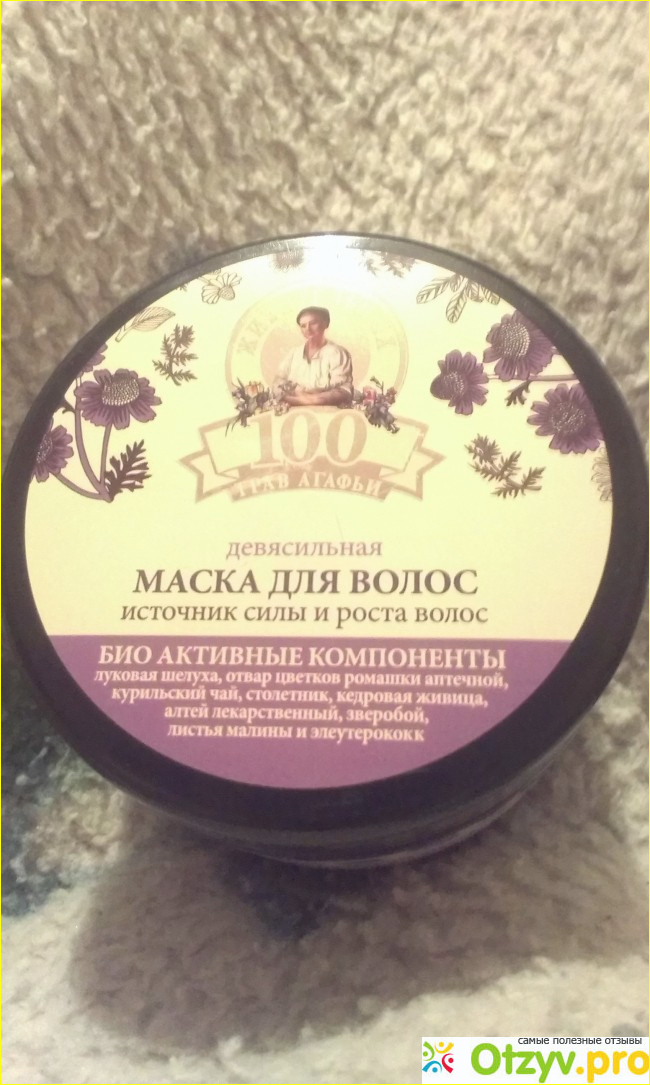 100
ТРАВ АГАФЬИ
девясильная
МАСКА ДЛЯ ВОЛОС
ИСТОЧНИК СИЛЫ И РОСТА ВОЛОС
БИО АКТИВНЫЕ КОМПОНЕНТЫ
луковая шелуха, отвар цветков ромашки аптечной,
курильский чай, столетник, кедровая живица,
алтей лекарственный, зверобой,
листья малины и элеутерококк
самые полезные отзывы
Otzyv.pro